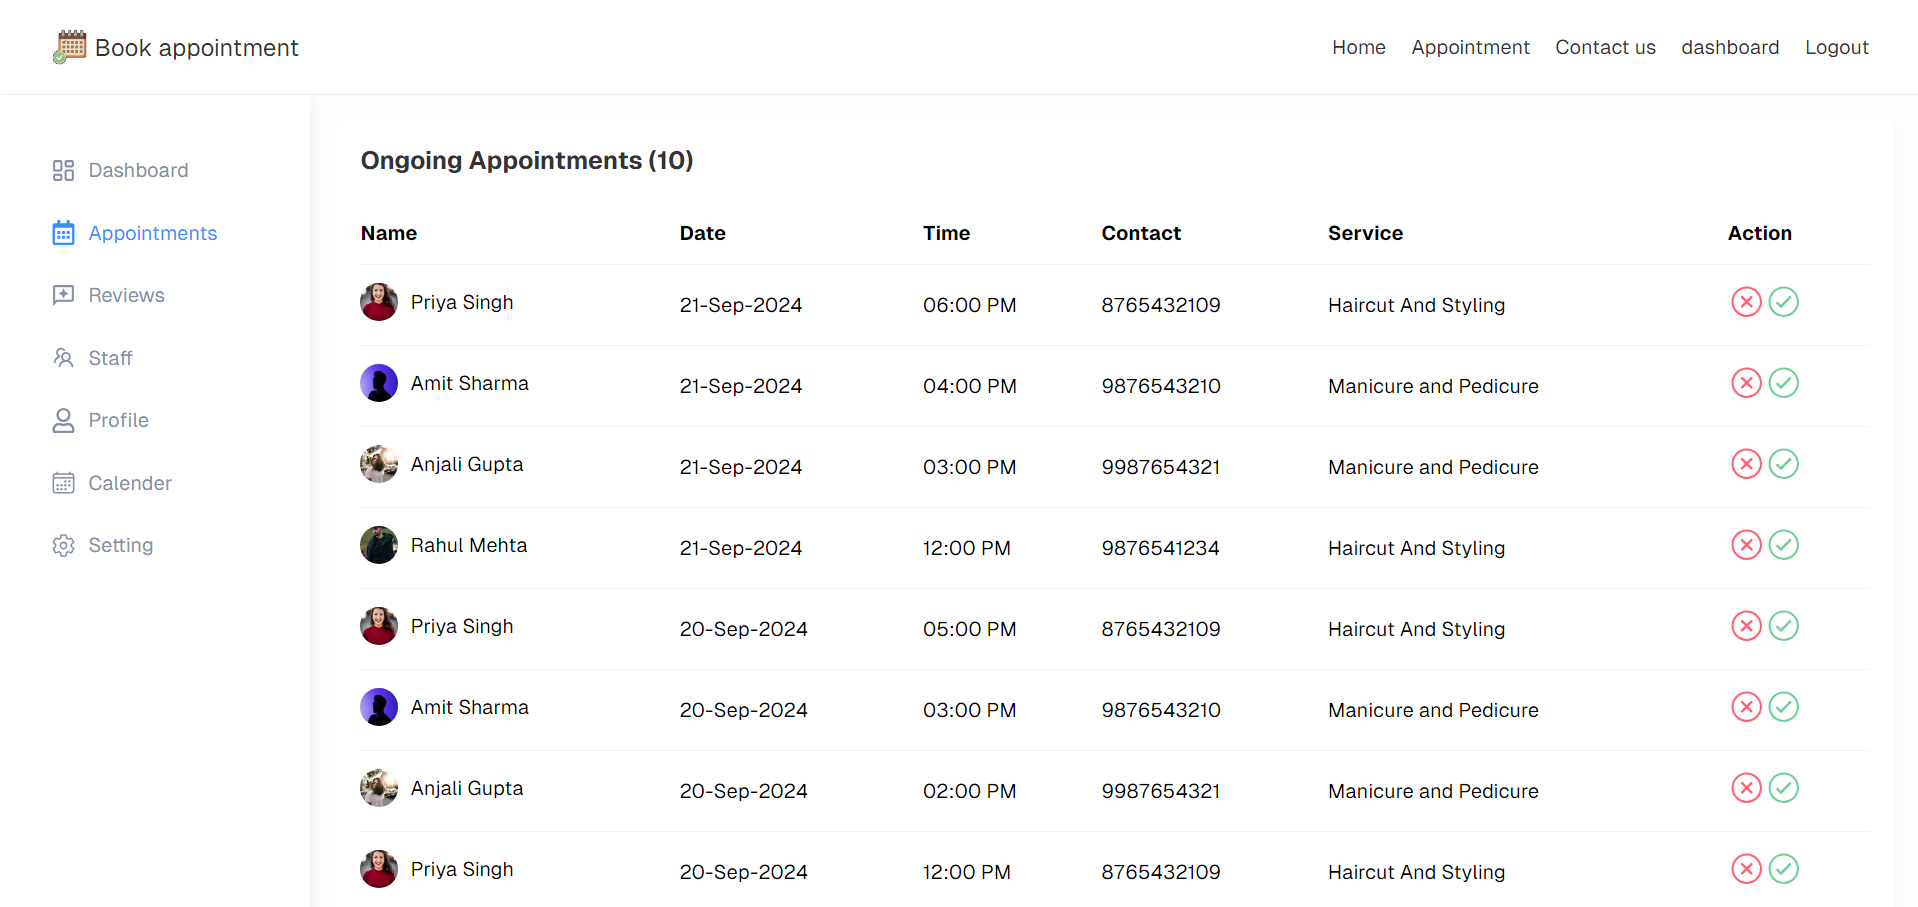 Book appointment
Home Appointment Contact us dashboard Logout
Dashboard
Appointments
Reviews
Staff
Profile
Calender
Setting
Ongoing Appointments (10)
Name Date Time Contact Service Action
Priya Singh 21-Sep-2024 06:00 PM 8765432109 Haircut And Styling
Amit Sharma 21-Sep-2024 04:00 PM 9876543210 Manicure and Pedicure
Anjali Gupta 21-Sep-2024 03:00 PM 9987654321 Manicure and Pedicure
Rahul Mehta 21-Sep-2024 12:00 PM 9876541234 Haircut And Styling
Priya Singh 20-Sep-2024 05:00 PM 8765432109 Haircut And Styling
Amit Sharma 20-Sep-2024 03:00 PM 9876543210 Manicure and Pedicure
Anjali Gupta 20-Sep-2024 02:00 PM 9987654321 Manicure and Pedicure
Priya Singh 20-Sep-2024 12:00 PM 8765432109 Haircut And Styling